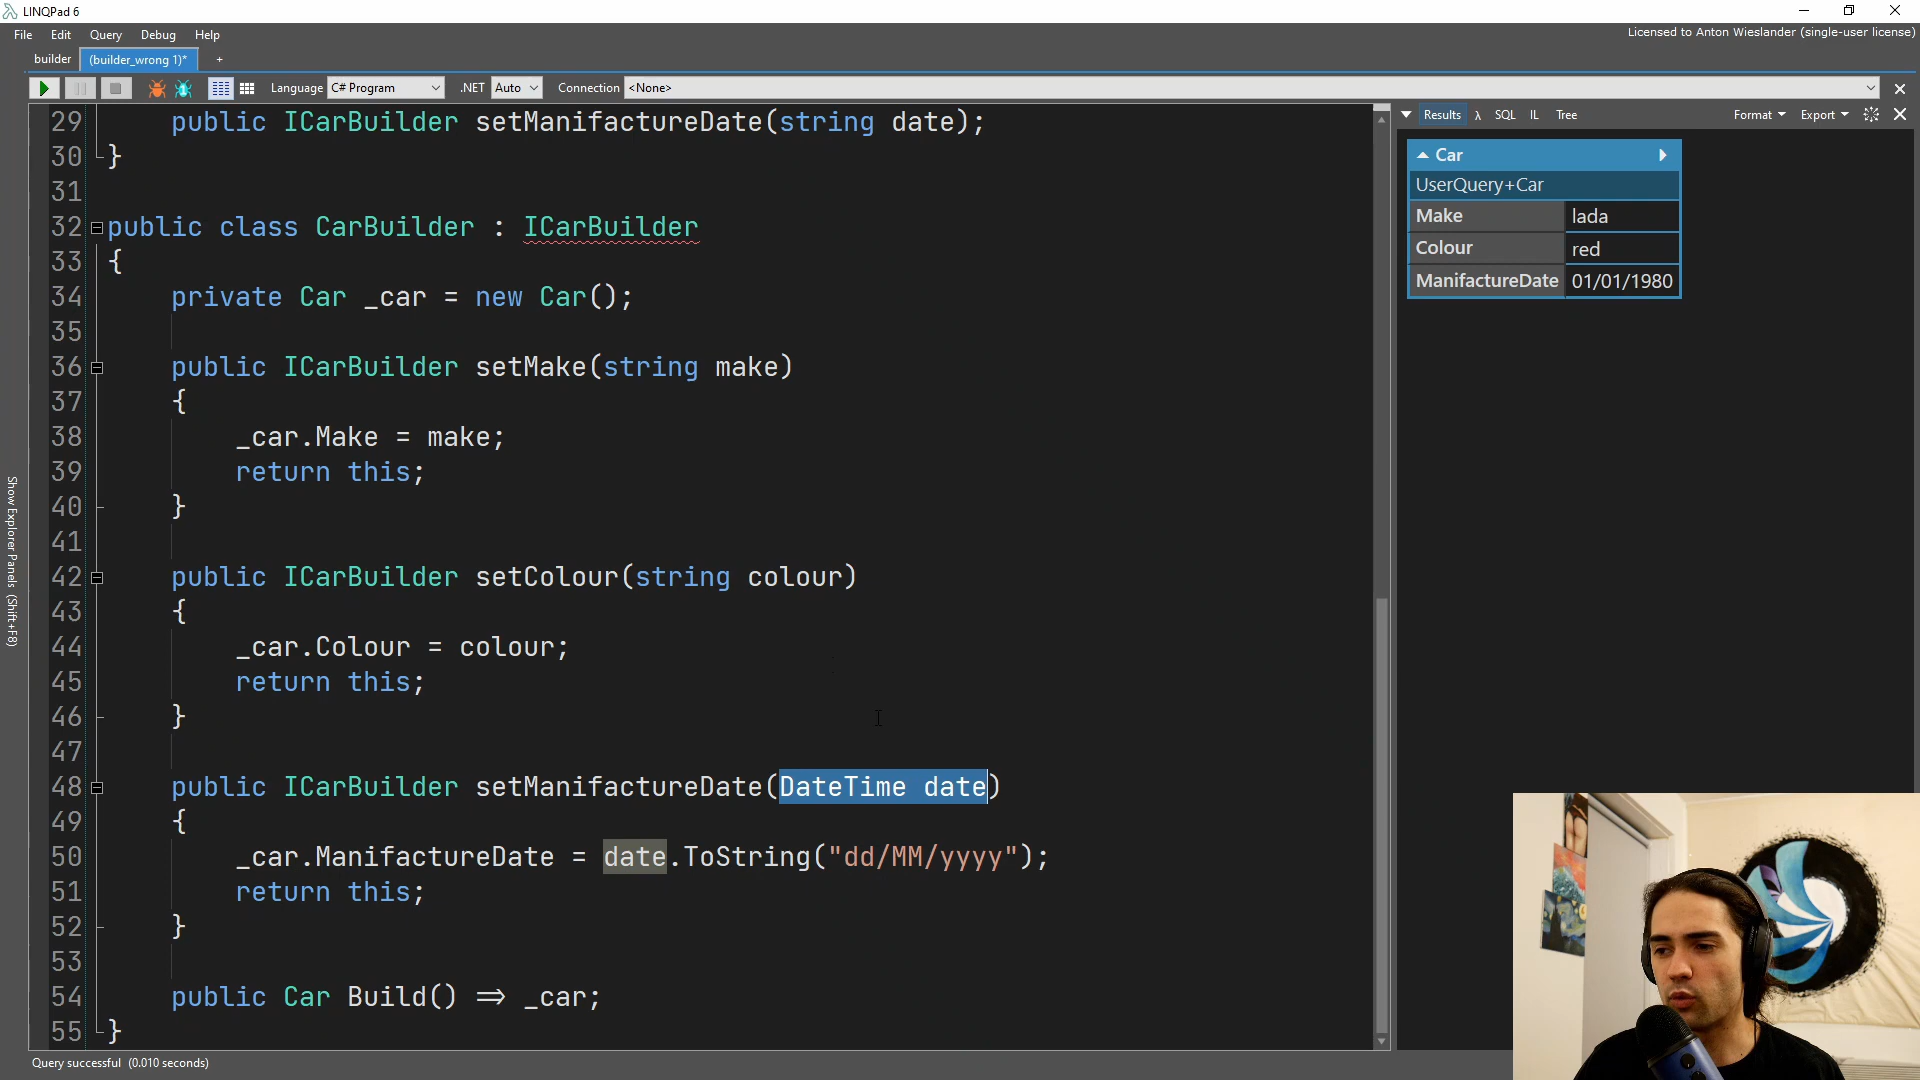 LINQPad 6
File Edit Query Debug Help
Licensed to Anton Wieslander (single-user license)
builder (builder_wrong 1)* +
Language C# Program .NET Auto Connection <None>
29 public ICarBuilder setManifactureDate(string date);
30 }
31
32 public class CarBuilder : ICarBuilder
33 {
34 private Car _car = new Car();
35
36 public ICarBuilder setMake(string make)
37 {
38 _car.Make = make;
39 return this;
40 }
41
42 public ICarBuilder setColour(string colour)
43 {
44 _car.Colour = colour;
45 return this;
46 }
47
48 public ICarBuilder setManifactureDate(DateTime date)
49 {
50 _car.ManifactureDate = date.ToString("dd/MM/yyyy");
51 return this;
52 }
53
54 public Car Build() => _car;
55 }
Show Explorer Panels (Shift+F8)
Query successful (0.010 seconds)
Results λ SQL IL Tree Format Export
Car
UserQuery+Car
Make lada
Colour red
ManifactureDate 01/01/1980